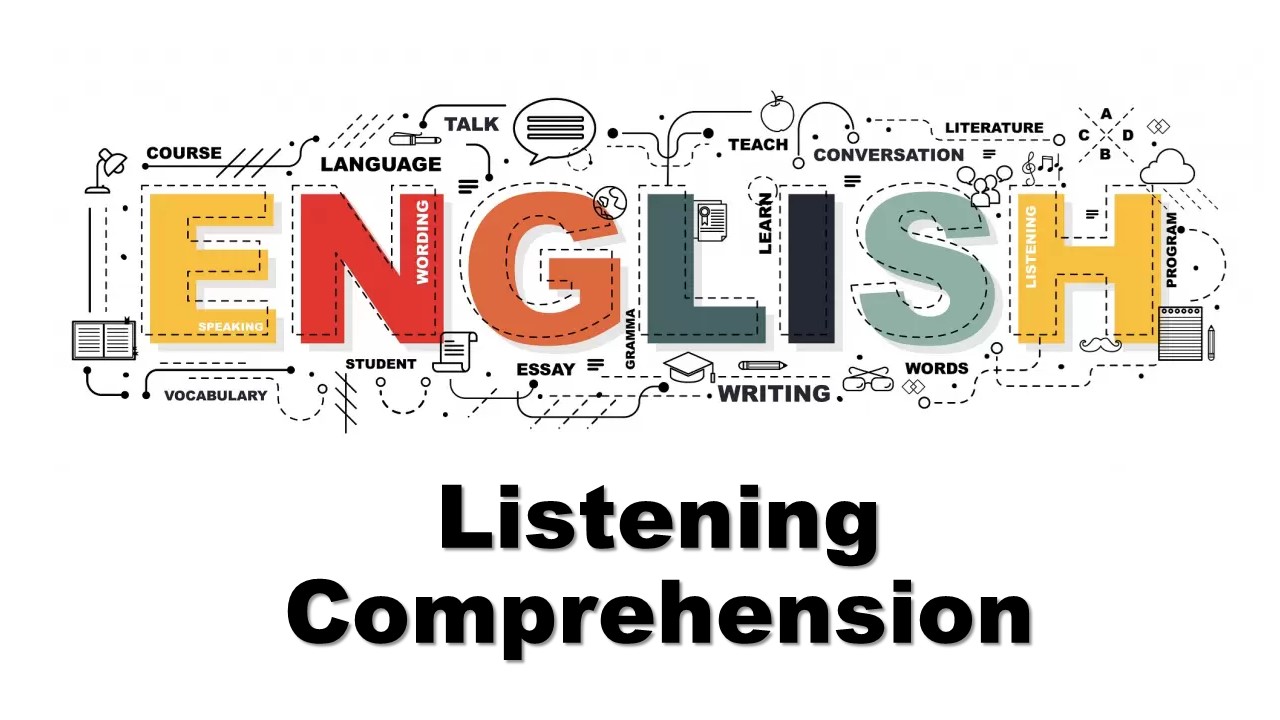 COURSE
TALK
LANGUAGE
TEACH
CONVERSATION
LITERATURE
A
C D
B
ENGLISH
SPEAKING
WORDING
LEARN
LISTENING
PROGRAM
GRAMMA
VOCABULARY
STUDENT
ESSAY
WRITING
WORDS
Listening
Comprehension